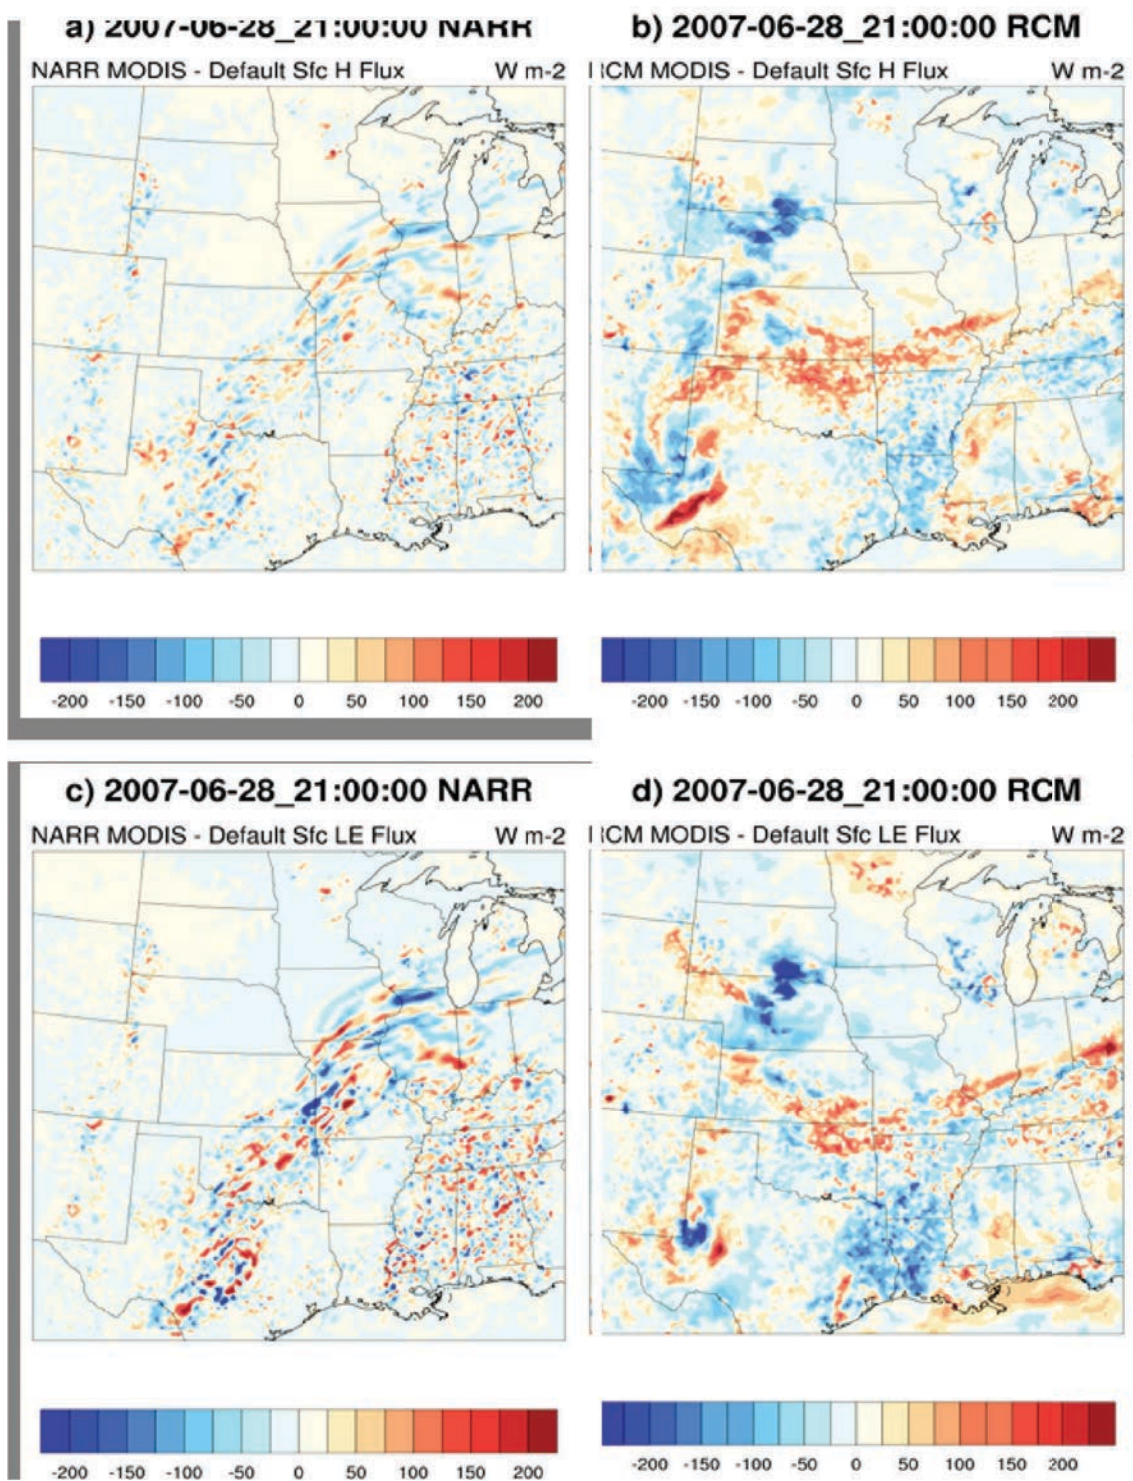 a) 2007-06-28_21:00:00 NARR
b) 2007-06-28_21:00:00 RCM
NARR MODIS - Default Sfc H Flux W m-2
RCM MODIS - Default Sfc H Flux W m-2
-200 -150 -100 -50 0 50 100 150 200
-200 -150 -100 -50 0 50 100 150 200
c) 2007-06-28_21:00:00 NARR
d) 2007-06-28_21:00:00 RCM
NARR MODIS - Default Sfc LE Flux W m-2
RCM MODIS - Default Sfc LE Flux W m-2
-200 -150 -100 -50 0 50 100 150 200
-200 -150 -100 -50 0 50 100 150 200